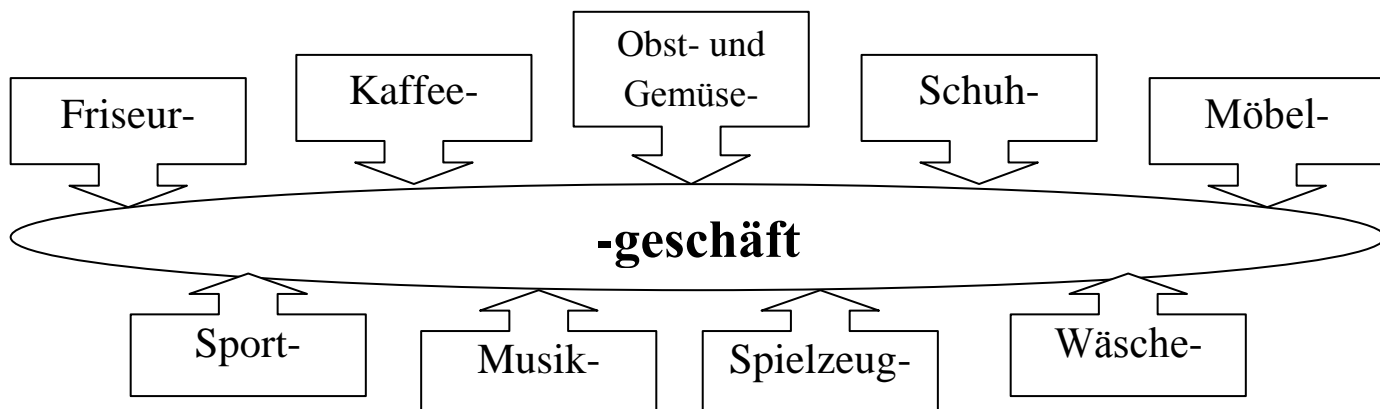 Friseur-
Kaffee-
Obst- und
Gemüse-
Schuh-
Möbel-
-geschäft
Sport-
Musik-
Spielzeug-
Wäsche-